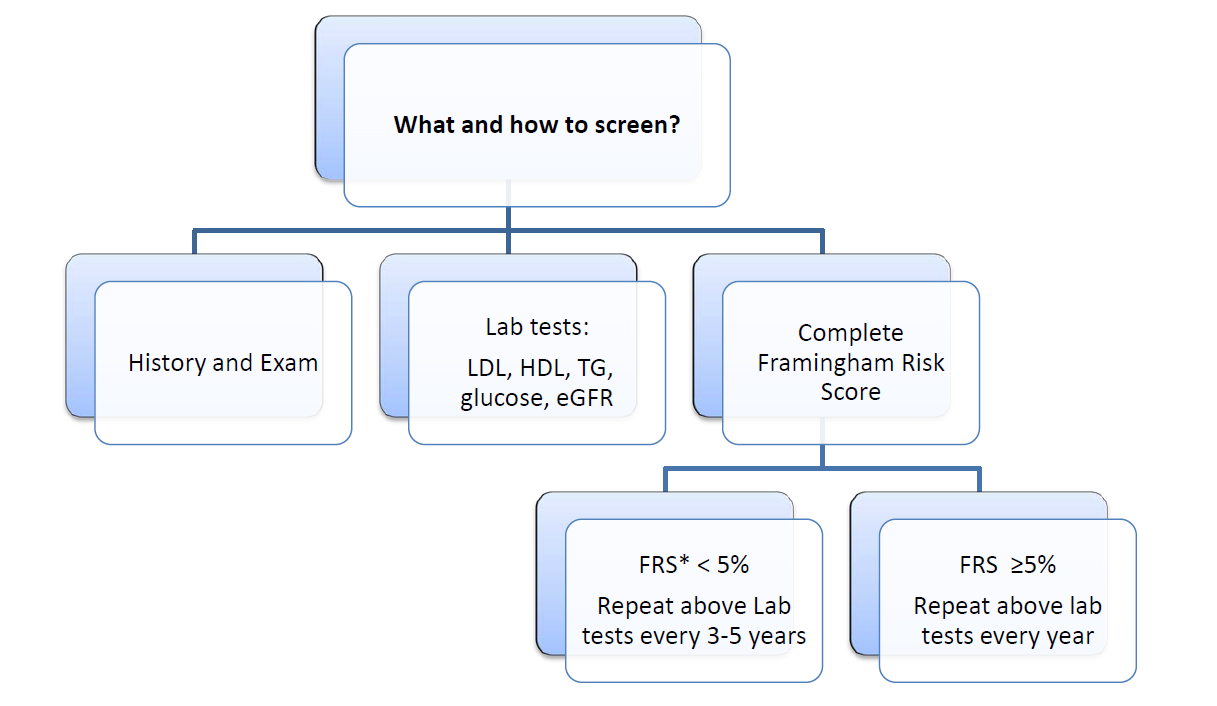 What and how to screen?
History and Exam
Lab tests:
LDL, HDL, TG,
glucose, eGFR
Complete
Framingham Risk
Score
FRS* < 5%
Repeat above Lab
tests every 3-5 years
FRS ≥5%
Repeat above lab
tests every year